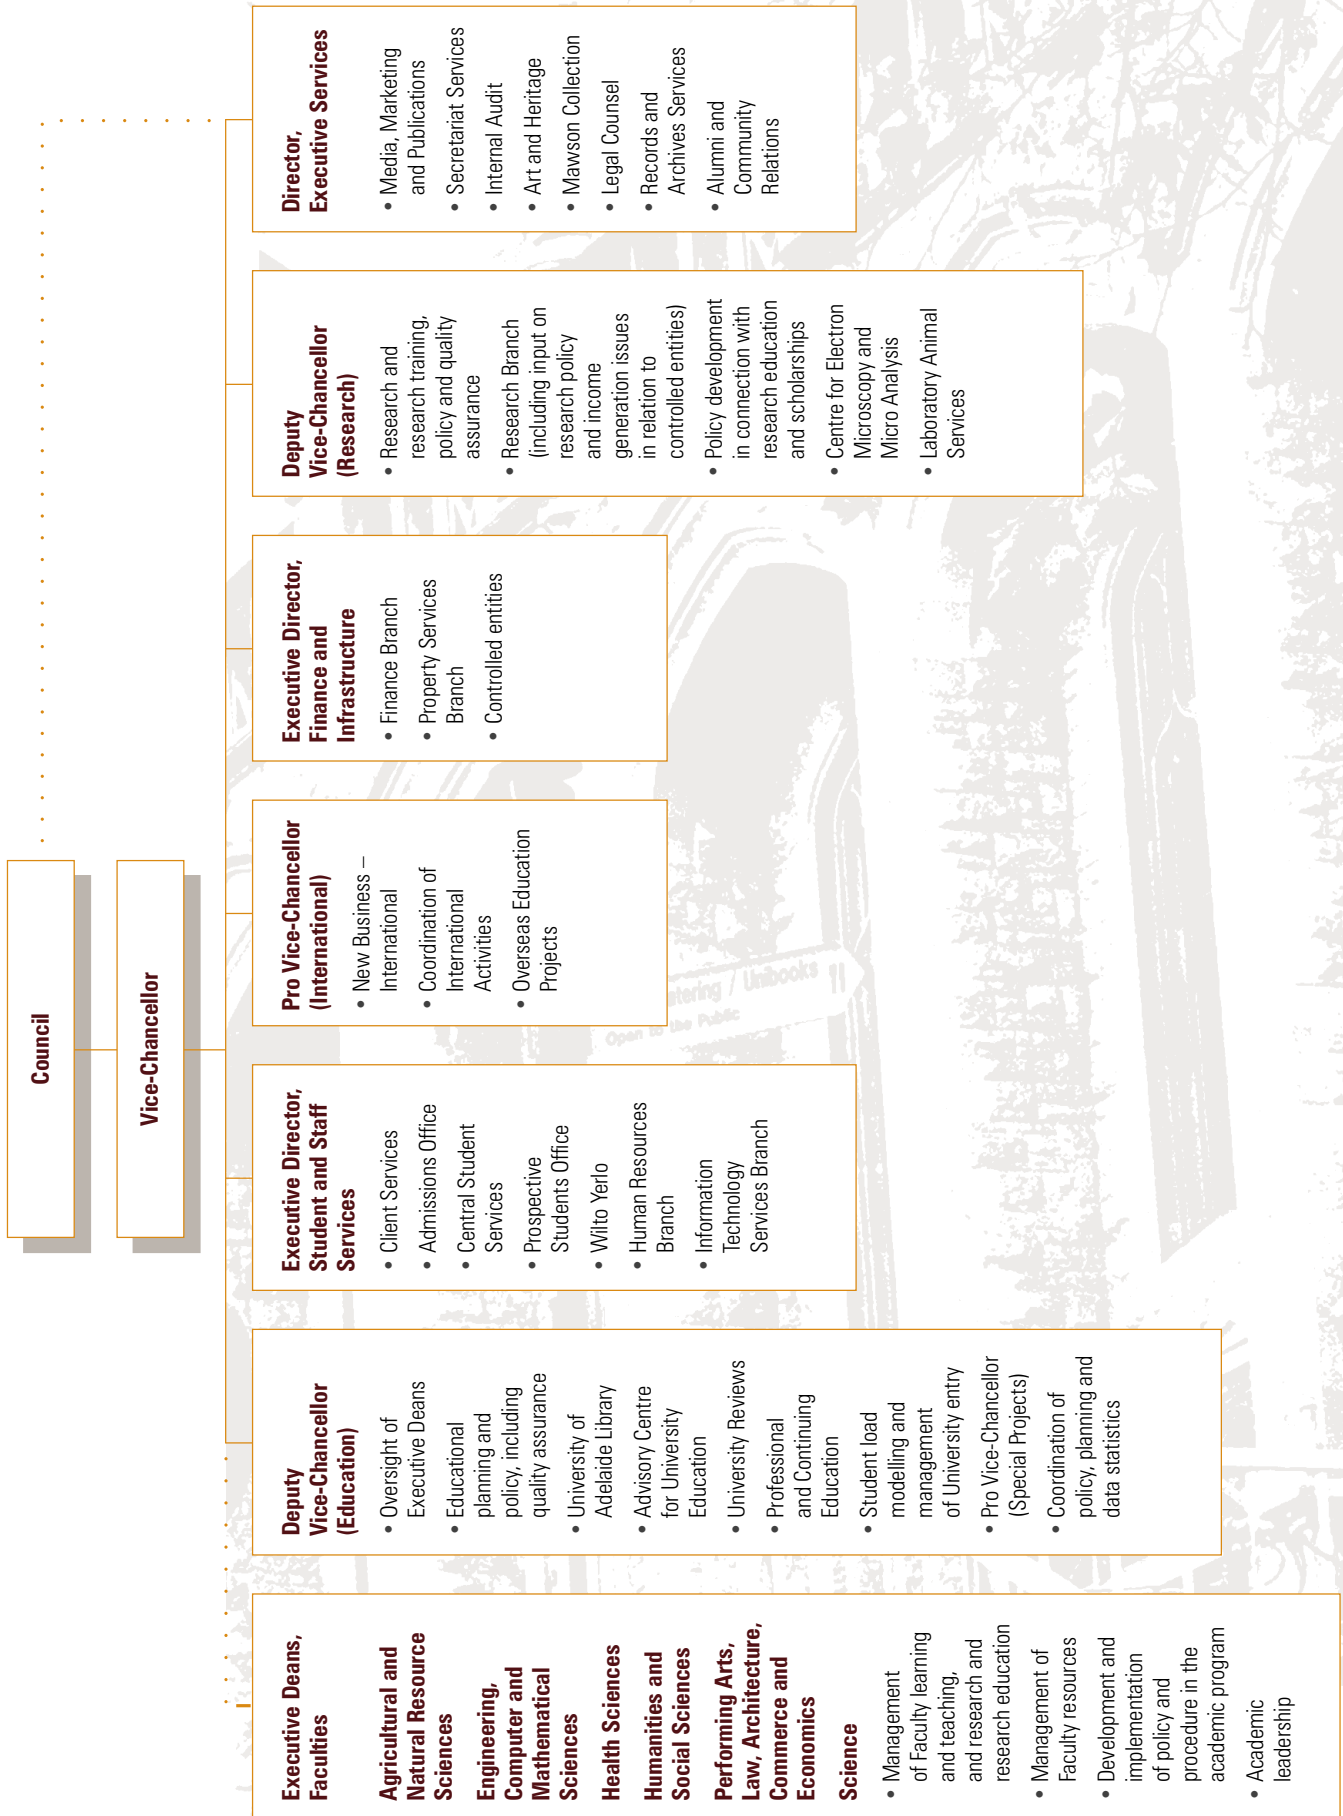 Council
Vice-Chancellor
Executive Deans,
Faculties
Agricultural and
Natural Resource
Sciences
Engineering,
Computer and
Mathematical
Sciences
Health Sciences
Humanities and
Social Sciences
Performing Arts,
Law, Architecture,
Commerce and
Economics
Science
• Management
of Faculty learning
and teaching,
and research and
research education
• Management of
Faculty resources
• Development and
implementation
of policy and
procedure in the
academic program
• Academic
leadership
Deputy
Vice-Chancellor
(Education)
• Oversight of
Executive Deans
• Educational
planning and
policy, including
quality assurance
• University of
Adelaide Library
• Advisory Centre
for University
Education
• University Reviews
• Professional
and Continuing
Education
• Student load
modelling and
management
of University entry
• Pro Vice-Chancellor
(Special Projects)
• Coordination of
policy, planning and
data statistics
Executive Director,
Student and Staff
Services
• Client Services
• Admissions Office
• Central Student
Services
• Prospective
Students Office
• Wilto Yerlo
• Human Resources
Branch
• Information
Technology
Services Branch
Pro Vice-Chancellor
(International)
• New Business –
International
• Coordination of
International
Activities
• Overseas Education
Projects
Executive Director,
Finance and
Infrastructure
• Finance Branch
• Property Services
Branch
• Controlled entities
Deputy
Vice-Chancellor
(Research)
• Research and
research training,
policy and quality
assurance
• Research Branch
(including input on
research policy
and income
generation issues
in relation to
controlled entities)
• Policy development
in connection with
research education
and scholarships
• Centre for Electron
Microscopy and
Micro Analysis
• Laboratory Animal
Services
Director,
Executive Services
• Media, Marketing
and Publications
• Secretariat Services
• Internal Audit
• Art and Heritage
• Mawson Collection
• Legal Counsel
• Records and
Archives Services
• Alumni and
Community
Relations
/ Unibooks
Open to the Public